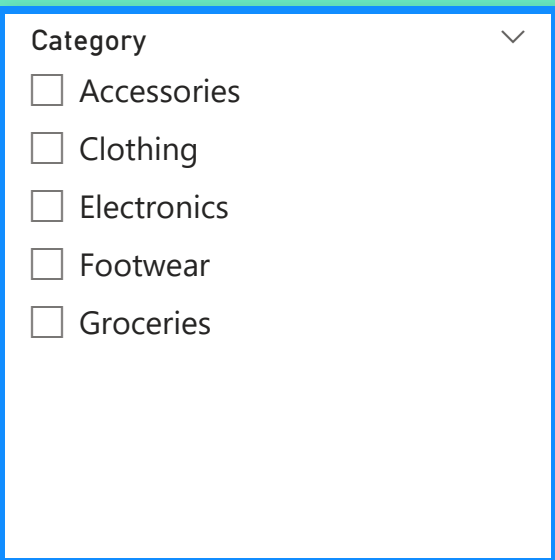 Category
Accessories
Clothing
Electronics
Footwear
Groceries